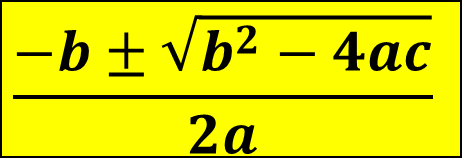 −b ± √b² − 4ac
2a